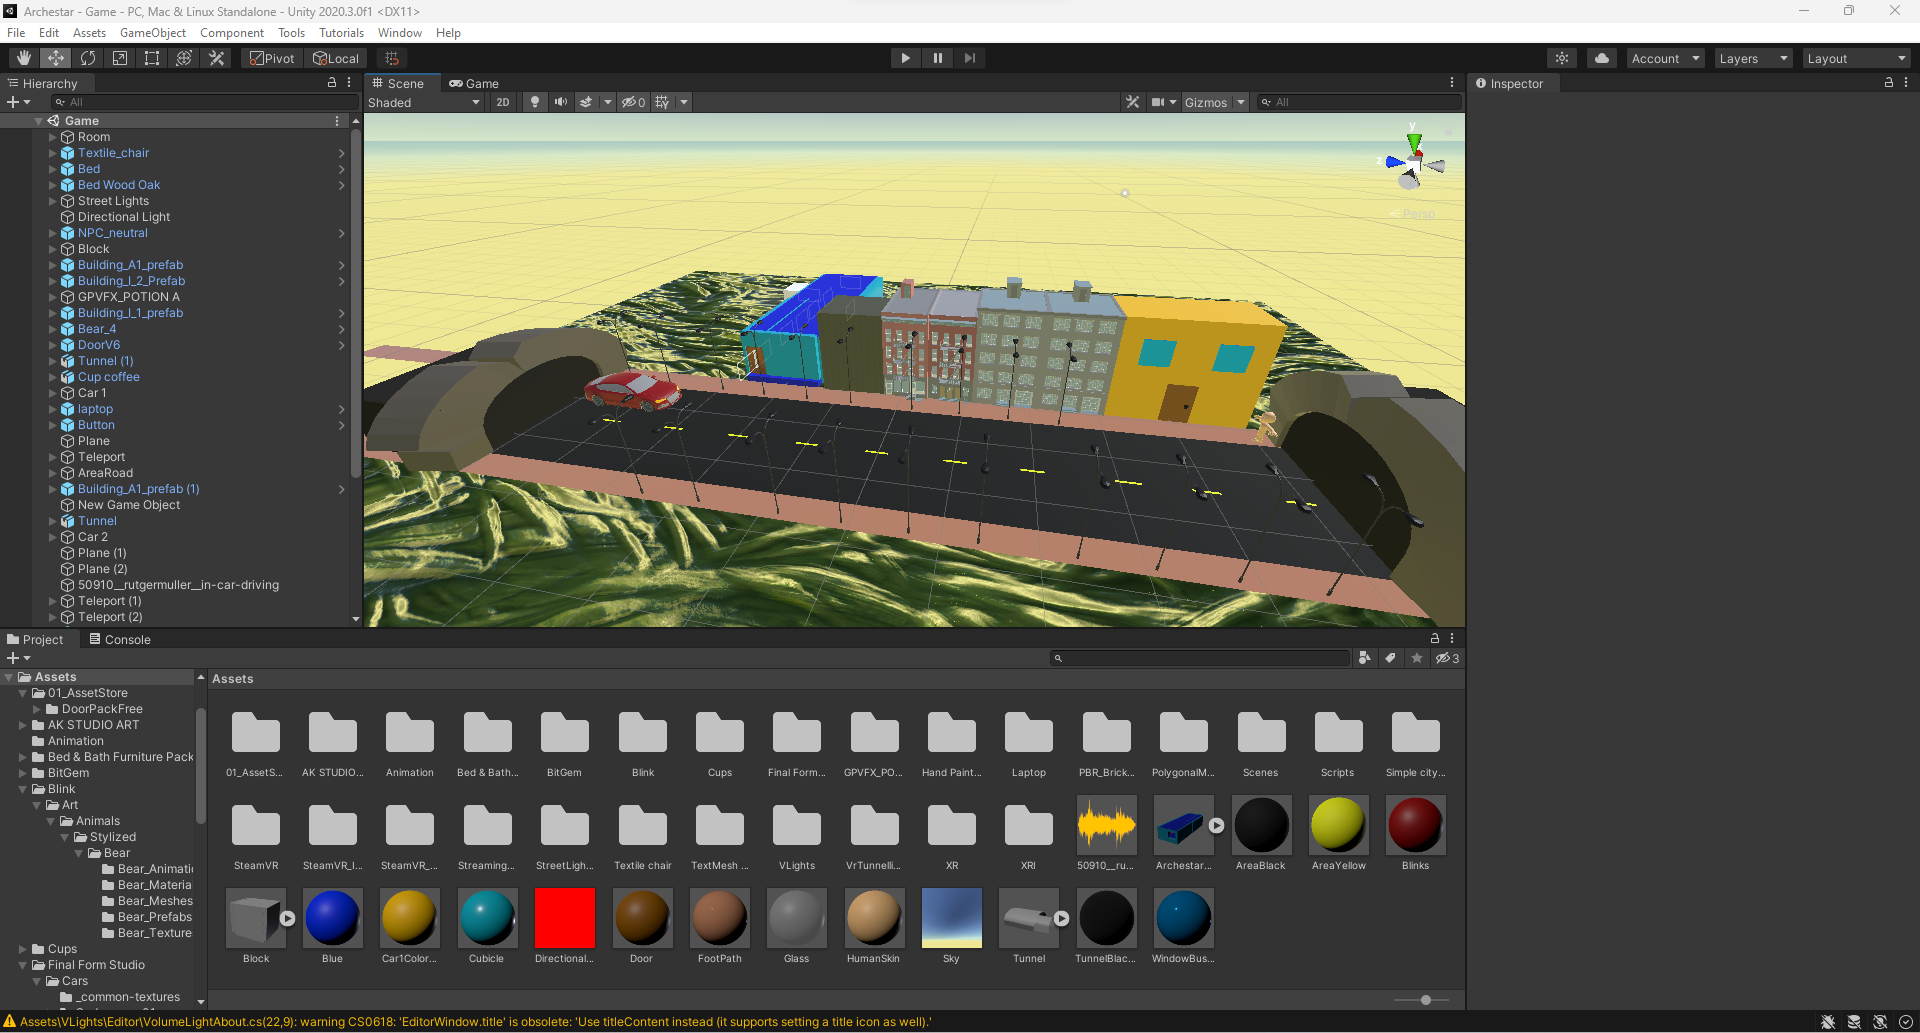 Archestar - Game - PC, Mac & Linux Standalone - Unity 2020.3.0f1 <DX11>
File Edit Assets GameObject Component Tools Tutorials Window Help
Pivot Local Account Layers Layout
Hierarchy
All
Game
Room
Textile_chair
Bed
Bed Wood Oak
Street Lights
Directional Light
NPC_neutral
Block
Building_A1_prefab
Building_I_2_Prefab
GPVFX_POTION A
Building_I_1_prefab
Bear_4
DoorV6
Tunnel (1)
Cup coffee
Car 1
laptop
Button
Plane
Teleport
AreaRoad
Building_A1_prefab (1)
New Game Object
Tunnel
Car 2
Plane (1)
Plane (2)
50910__rutgermuller__in-car-driving
Teleport (1)
Teleport (2)
Scene Game
Shaded 2D 0 Gizmos All
y
z
Persp
Inspector
Project Console
3
Assets
01_AssetStore
DoorPackFree
AK STUDIO ART
Animation
Bed & Bath Furniture Pack
BitGem
Blink
Art
Animals
Stylized
Bear
Bear_Animati
Bear_Materia
Bear_Meshes
Bear_Prefabs
Bear_Texture
Cups
Final Form Studio
Cars
_common-textures
Assets
01_AssetS... AK STUDIO... Animation Bed & Bath... BitGem Blink Cups Final Form... GPVFX_PO... Hand Paint... Laptop PBR_Brick... PolygonalM... Scenes Scripts Simple city...
SteamVR SteamVR_I... SteamVR_... Streaming... StreetLigh... Textile chair TextMesh ... VLights VrTunnelli... XR XRI 50910__ru... Archestar... AreaBlack AreaYellow Blinks
Block Blue Car1Color... Cubicle Directional... Door FootPath Glass HumanSkin Sky Tunnel TunnelBlac... WindowBus...
Assets\VLights\Editor\VolumeLightAbout.cs(22,9): warning CS0618: 'EditorWindow.title' is obsolete: 'Use titleContent instead (it supports setting a title icon as well).'